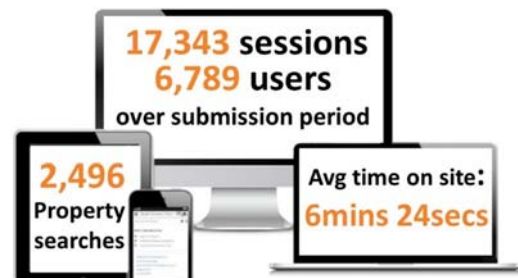 17,343 sessions
6,789 users
over submission period
2,496
Property
searches
Avg time on site:
6mins 24secs